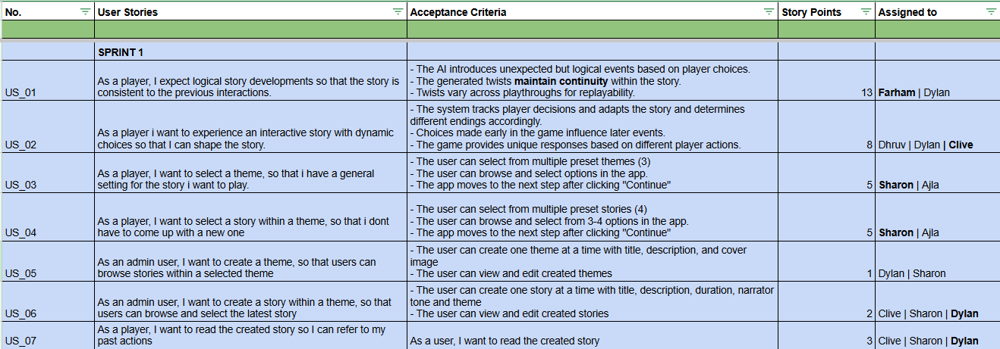 No. User Stories Acceptance Criteria Story Points Assigned to
SPRINT 1
US_01
As a player, I expect logical story developments so that the story is
consistent to the previous interactions.
- The AI introduces unexpected but logical events based on player choices.
- The generated twists maintain continuity within the story.
- Twists vary across playthroughs for replayability.
13
Farham | Dylan
US_02
As a player i want to experience an interactive story with dynamic
choices so that I can shape the story.
- The system tracks player decisions and adapts the story and determines
different endings accordingly.
- Choices made early in the game influence later events.
- The game provides unique responses based on different player actions.
8
Dhruv | Dylan | Clive
US_03
As a player, I want to select a theme, so that i have a general
setting for the story i want to play.
- The user can select from multiple preset themes (3)
- The user can browse and select options in the app.
- The app moves to the next step after clicking "Continue"
5
Sharon | Ajla
US_04
As a player, I want to select a story within a theme, so that i dont
have to come up with a new one
- The user can select from multiple preset stories (4)
- The user can browse and select from 3-4 options in the app.
- The app moves to the next step after clicking "Continue"
5
Sharon | Ajla
US_05
As an admin user, I want to create a theme, so that users can
browse stories within a selected theme
- The user can create one theme at a time with title, description, and cover
image
- The user can view and edit created themes
1
Dylan | Sharon
US_06
As an admin user, I want to create a story within a theme, so that
users can browse and select the latest story
- The user can create one story at a time with title, description, duration, narrator
tone and theme
- The user can view and edit created stories
2
Clive | Sharon | Dylan
US_07
As a player, I want to read the created story so I can refer to my
past actions
As a user, I want to read the created story
3
Clive | Sharon | Dylan